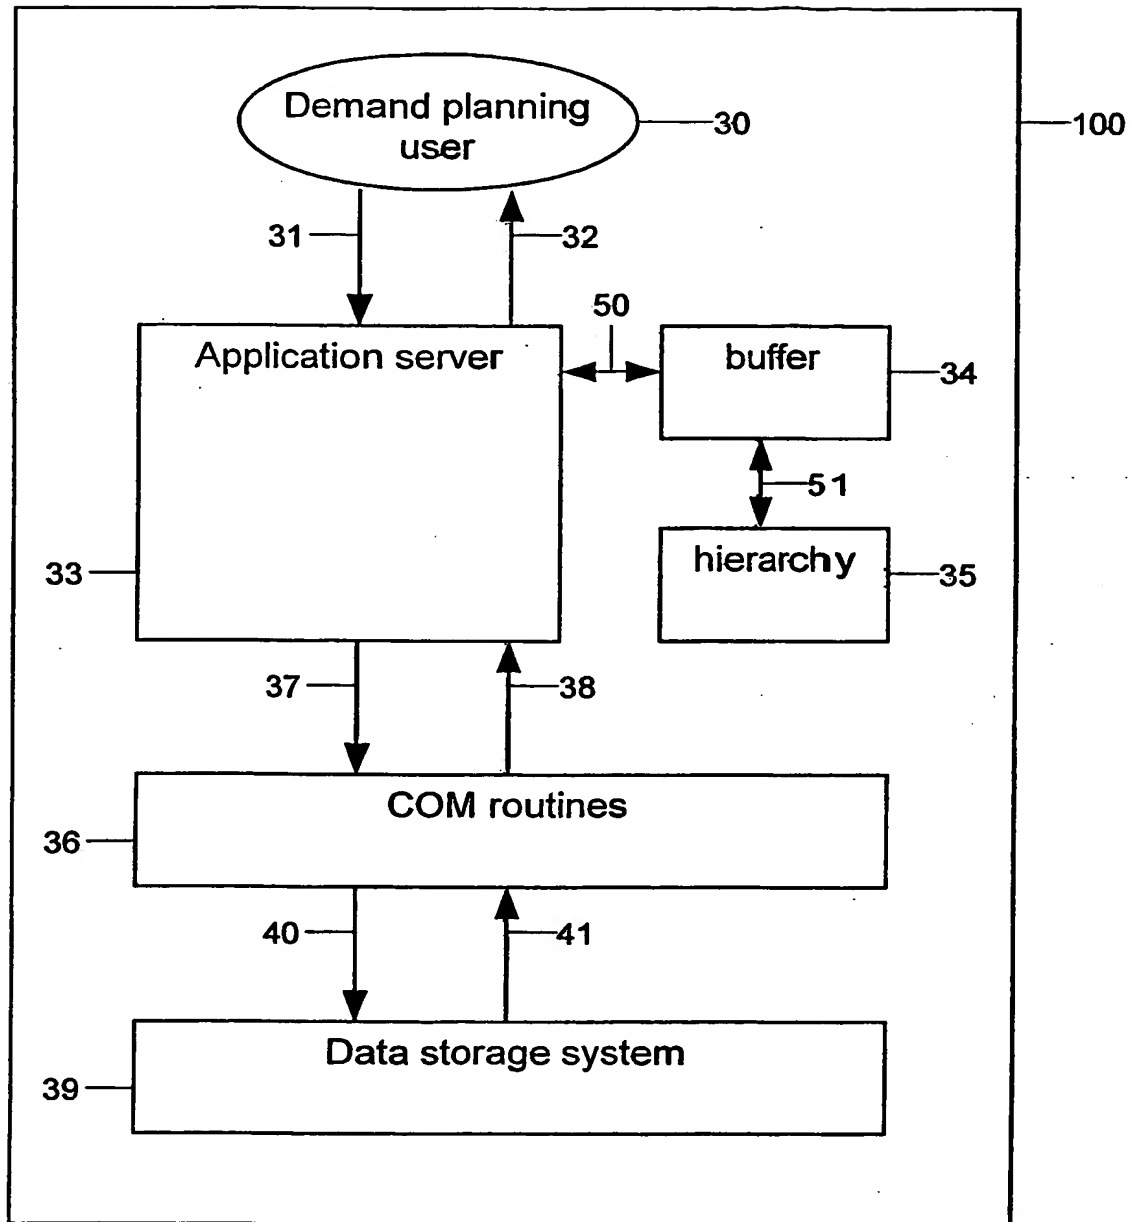 Demand planning
user
30
100
31
32
50
Application server
buffer
34
51
hierarchy
33
35
37
38
COM routines
36
40
41
Data storage system
39